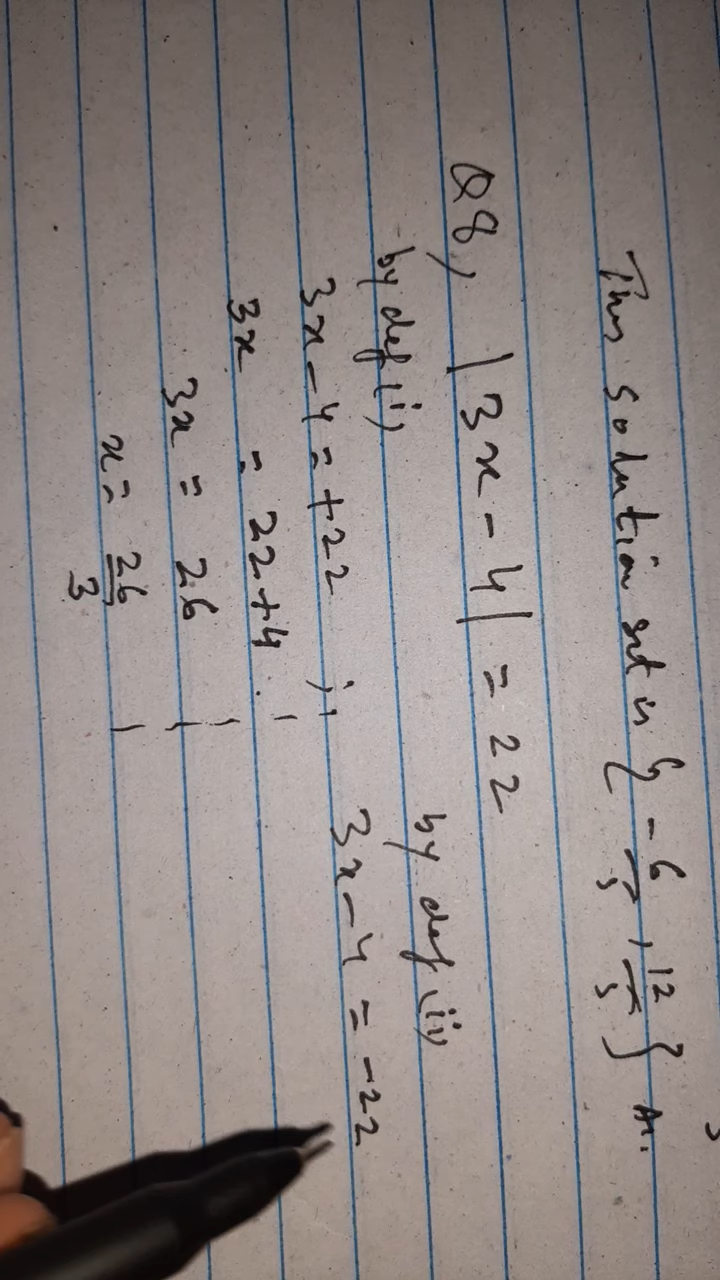 Thus solution set is { -6/5 , 12/5 } Ans.
Q8, |3x - 4| = 22
by def (i) by def (ii)
3x - 4 = +22 ; 3x - 4 = -22
3x = 22 + 4
3x = 26
x = 26/3